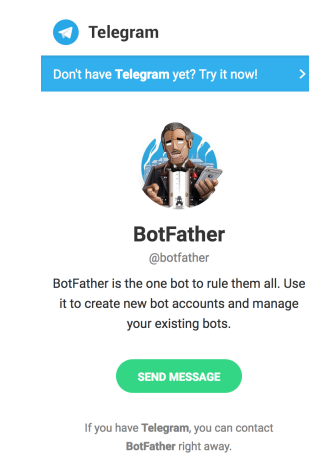 Telegram
Don't have Telegram yet? Try it now!
BotFather
@botfather
BotFather is the one bot to rule them all. Use
it to create new bot accounts and manage
your existing bots.
SEND MESSAGE
If you have Telegram, you can contact
BotFather right away.